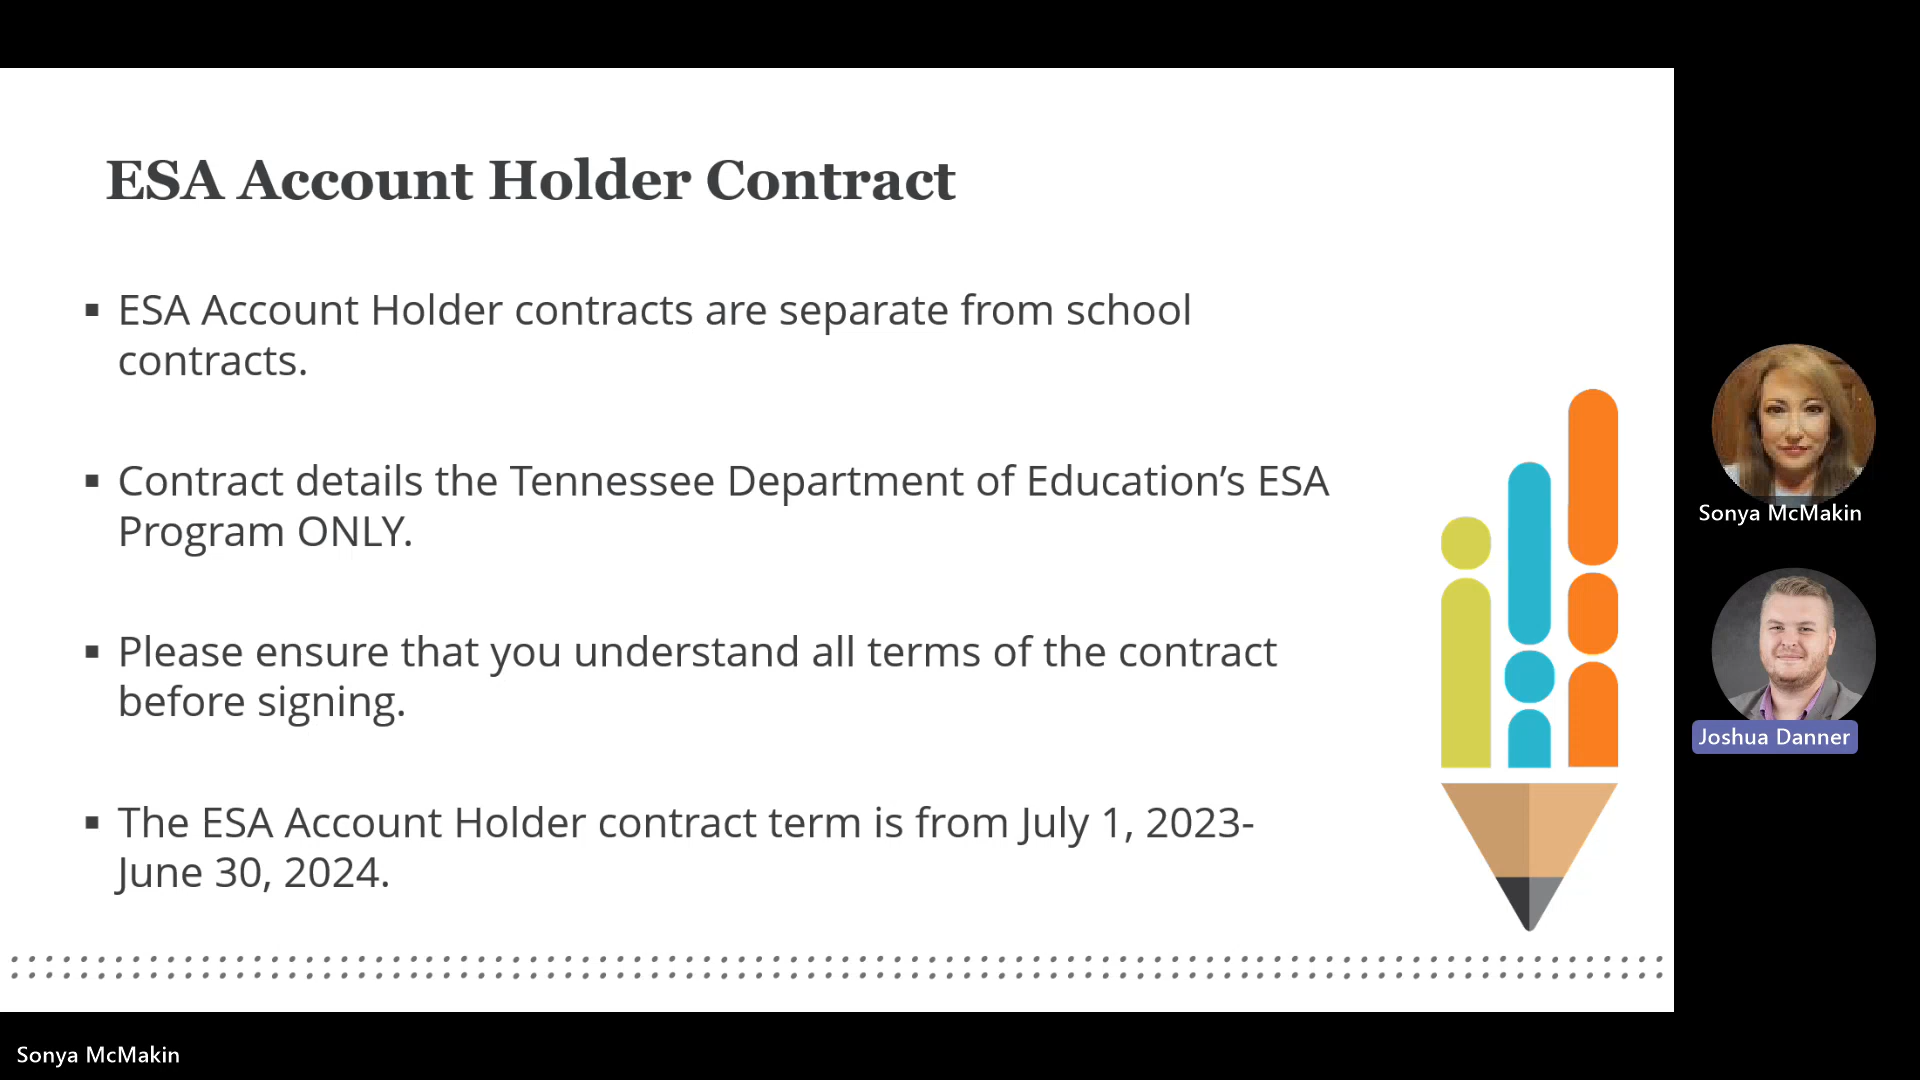 ESA Account Holder Contract
▪ ESA Account Holder contracts are separate from school
contracts.
▪ Contract details the Tennessee Department of Education’s ESA
Program ONLY.
▪ Please ensure that you understand all terms of the contract
before signing.
▪ The ESA Account Holder contract term is from July 1, 2023-
June 30, 2024.
Sonya McMakin
Joshua Danner
Sonya McMakin